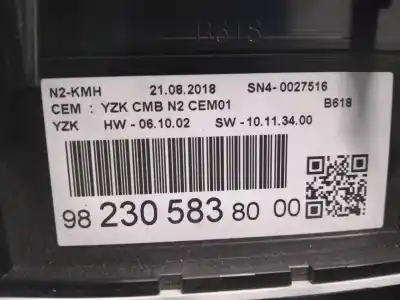 B618
N2-KMH 21.08.2018 SN4- 0027516
CEM : YZK CMB N2 CEM01 B618
YZK HW - 06.10.02 SW - 10.11.34.00
98 230 583 80 00